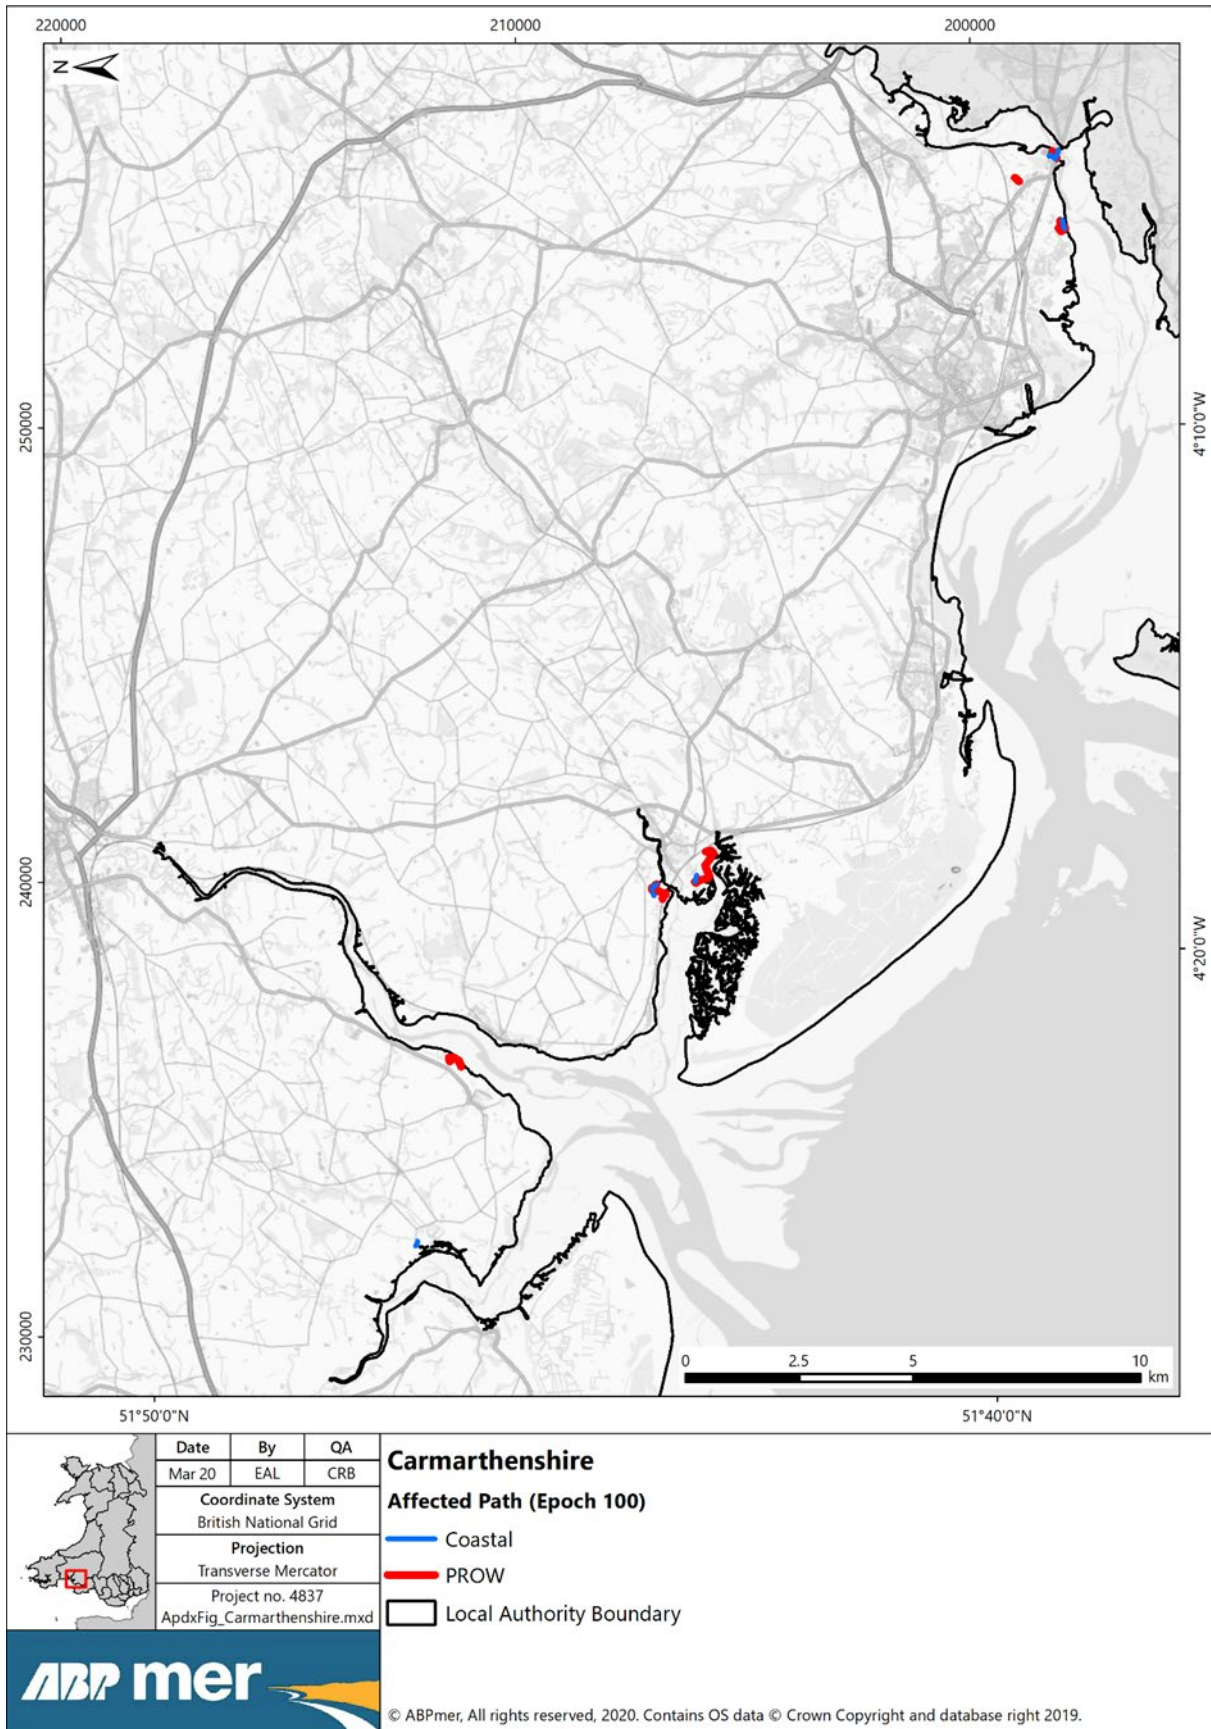 220000
210000
200000
N
250000
4°10'0"W
240000
4°20'0"W
230000
0
2.5
5
10
km
51°50'0"N
51°40'0"N
Date By QA
Mar 20 EAL CRB
Coordinate System
British National Grid
Projection
Transverse Mercator
Project no. 4837
ApdxFig_Carmarthenshire.mxd
Carmarthenshire
Affected Path (Epoch 100)
Coastal
PROW
Local Authority Boundary
ABP mer
© ABPmer, All rights reserved, 2020. Contains OS data © Crown Copyright and database right 2019.